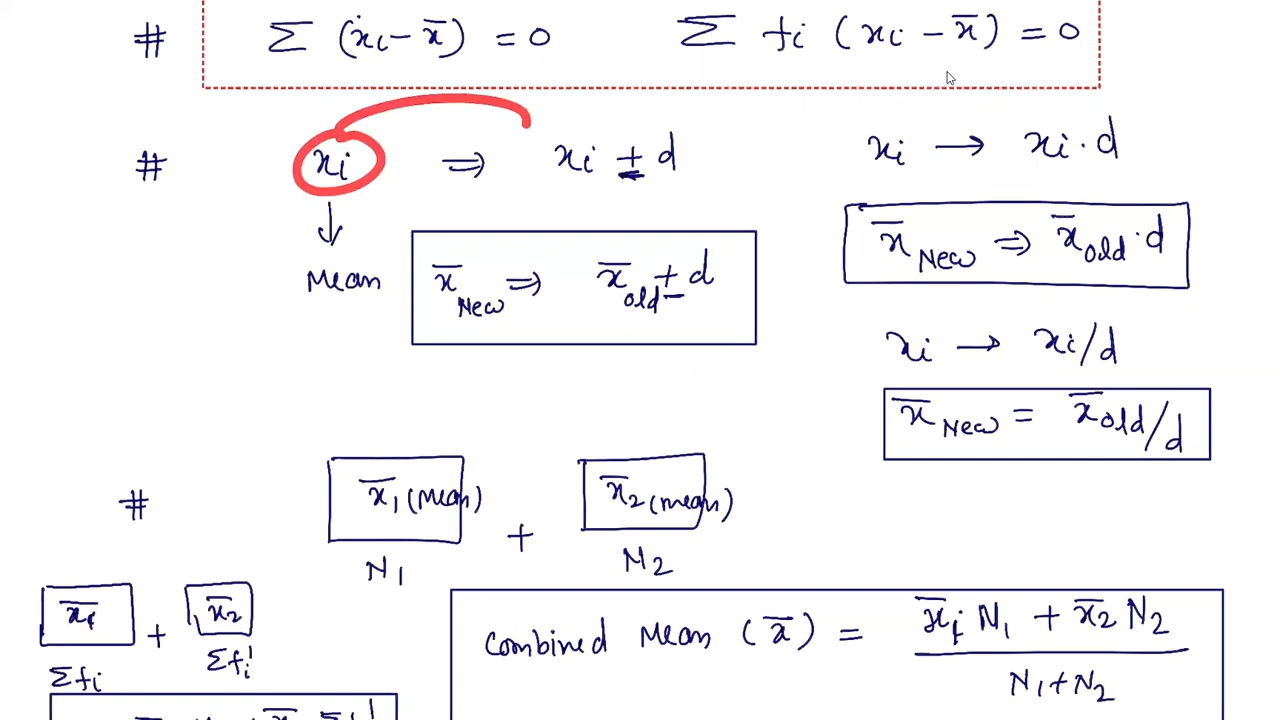 # Σ (xi – x̄) = 0 Σ fi (xi – x̄) = 0
# xi ⇒ xi ± d xi → xi · d
↓
Mean x̄ New ⇒ x̄ old ± d x̄ New ⇒ x̄ old · d
xi → xi/d
x̄ New = x̄ old/d
# x̄1 (mean) + x̄2 (mean)
N1 N2
x̄1 + x̄2
Σfi Σfi'
Combined Mean (x̄) = x̄1 N1 + x̄2 N2
N1 + N2